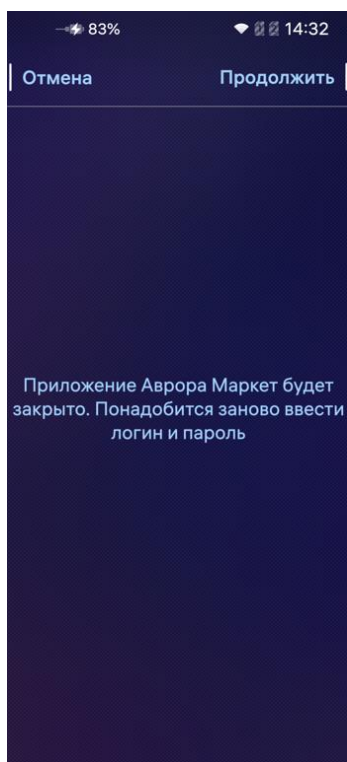 83% 14:32
Отмена Продолжить
Приложение Аврора Маркет будет
закрыто. Понадобится заново ввести
логин и пароль